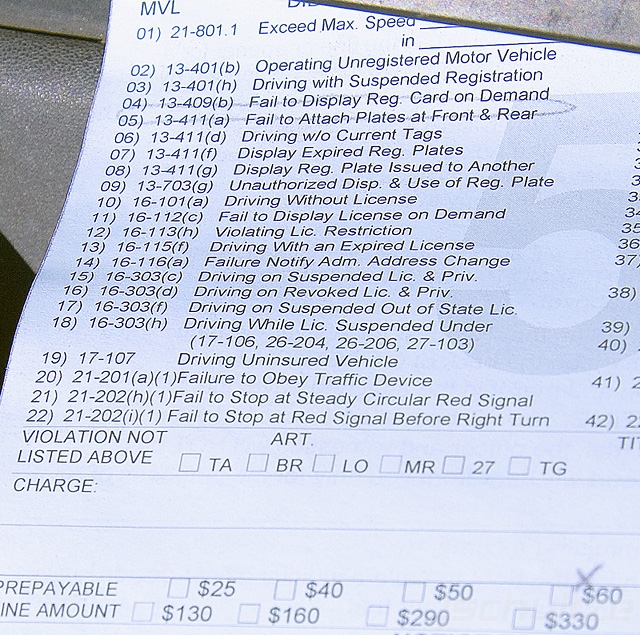 MVL
01) 21-801.1 Exceed Max. Speed
in
02) 13-401(b) Operating Unregistered Motor Vehicle
03) 13-401(h) Driving with Suspended Registration
04) 13-409(b) Fail to Display Reg. Card on Demand
05) 13-411(a) Fail to Attach Plates at Front & Rear
06) 13-411(d) Driving w/o Current Tags
07) 13-411(f) Display Expired Reg. Plates
08) 13-411(g) Display Reg. Plate Issued to Another
09) 13-703(g) Unauthorized Disp. & Use of Reg. Plate
10) 16-101(a) Driving Without License
11) 16-112(c) Fail to Display License on Demand
12) 16-113(h) Violating Lic. Restriction
13) 16-115(f) Driving With an Expired License
14) 16-116(a) Failure Notify Adm. Address Change 37)
15) 16-303(c) Driving on Suspended Lic. & Priv.
16) 16-303(d) Driving on Revoked Lic. & Priv. 38)
17) 16-303(f) Driving on Suspended Out of State Lic.
18) 16-303(h) Driving While Lic. Suspended Under 39)
(17-106, 26-204, 26-206, 27-103) 40)
19) 17-107 Driving Uninsured Vehicle
20) 21-201(a)(1)Failure to Obey Traffic Device 41) 2
21) 21-202(h)(1)Fail to Stop at Steady Circular Red Signal
22) 21-202(i)(1) Fail to Stop at Red Signal Before Right Turn 42) 22
VIOLATION NOT ART. TIT
LISTED ABOVE TA BR LO MR 27 TG
CHARGE:
PREPAYABLE $25 $40 $50 $60
INE AMOUNT $130 $160 $290 $330